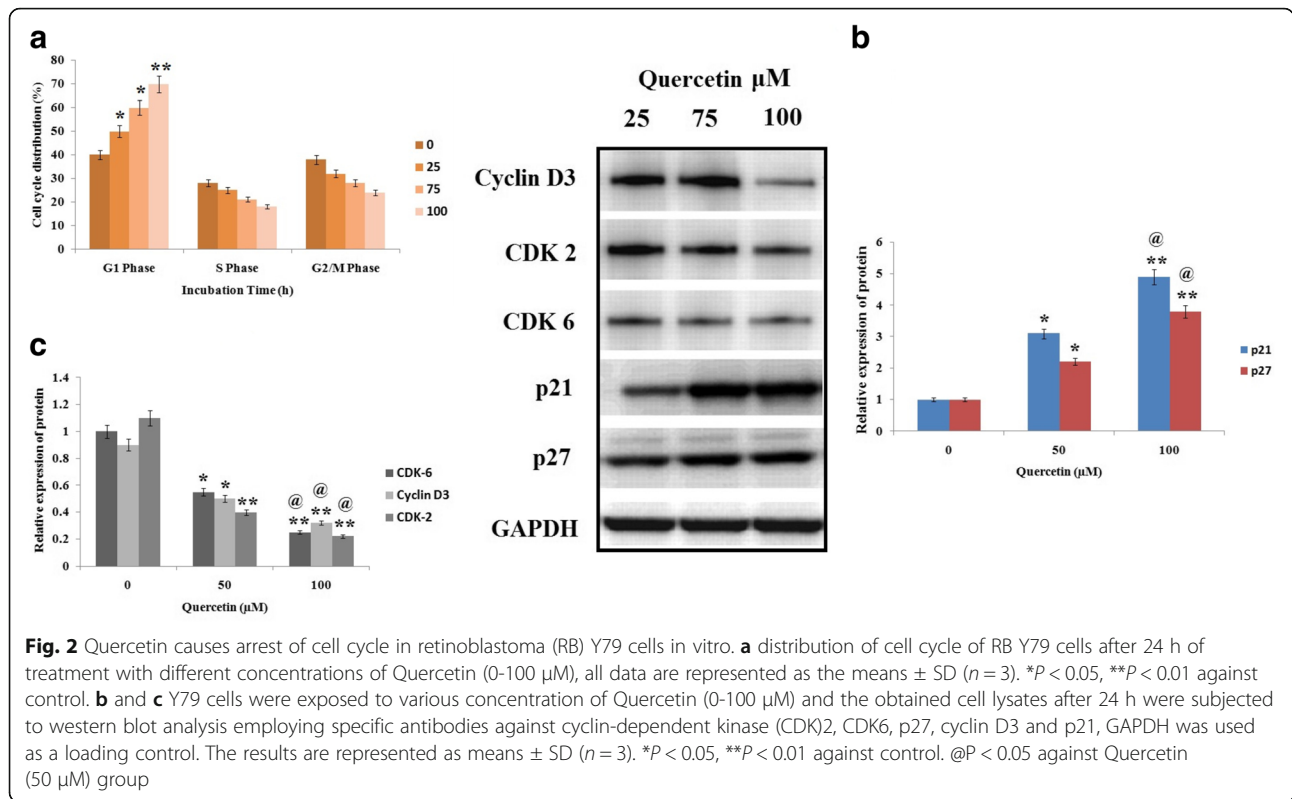 a
80
70
60
50
40
30
20
10
0
Cell cycle distribution (%)
* * **
G1 Phase S Phase G2/M Phase
Incubation Time (h)
0
25
75
100
c
1.4
1.2
1
0.8
0.6
0.4
0.2
0
Relative expression of protein
@ @ @
* * ** ** ** **
0 50 100
Quercetin (µM)
CDK-6
Cyclin D3
CDK-2
Quercetin µM
25 75 100
Cyclin D3
CDK 2
CDK 6
p21
p27
GAPDH
b
6
5
4
3
2
1
0
Relative expression of protein
@ @
* * ** **
0 50 100
Quercetin (µM)
p21
p27
Fig. 2 Quercetin causes arrest of cell cycle in retinoblastoma (RB) Y79 cells in vitro. a distribution of cell cycle of RB Y79 cells after 24 h of
treatment with different concentrations of Quercetin (0-100 µM), all data are represented as the means ± SD (n = 3). *P < 0.05, **P < 0.01 against
control. b and c Y79 cells were exposed to various concentration of Quercetin (0-100 µM) and the obtained cell lysates after 24 h were subjected
to western blot analysis employing specific antibodies against cyclin-dependent kinase (CDK)2, CDK6, p27, cyclin D3 and p21, GAPDH was used
as a loading control. The results are represented as means ± SD (n = 3). *P < 0.05, **P < 0.01 against control. @P < 0.05 against Quercetin
(50 µM) group